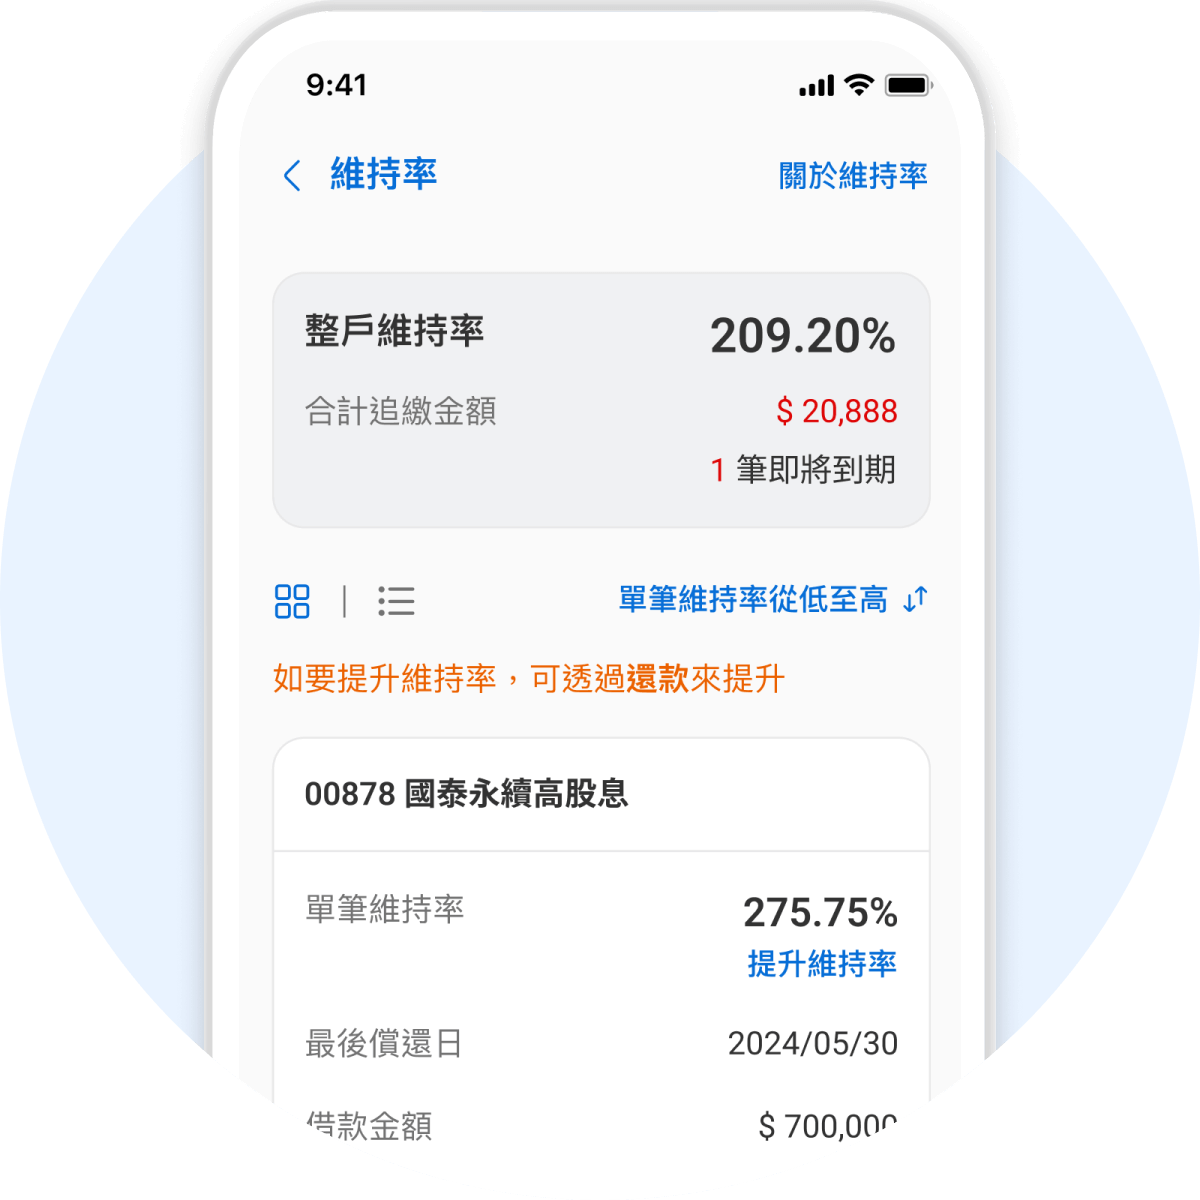 9:41
維持率
關於維持率
整戶維持率
209.20%
合計追繳金額
$ 20,888
1 筆即將到期
單筆維持率從低至高
如要提升維持率，可透過還款來提升
00878 國泰永續高股息
單筆維持率
275.75%
提升維持率
最後償還日
2024/05/30
借款金額
$ 700,000